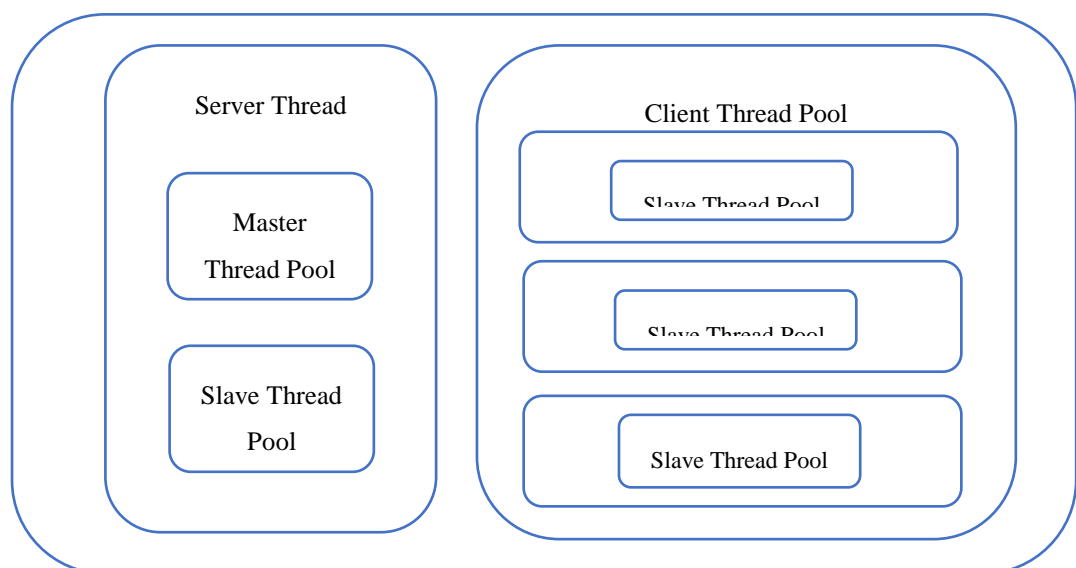 Server Thread
Master
Thread Pool
Slave Thread
Pool
Client Thread Pool
Slave Thread Pool
Slave Thread Pool
Slave Thread Pool